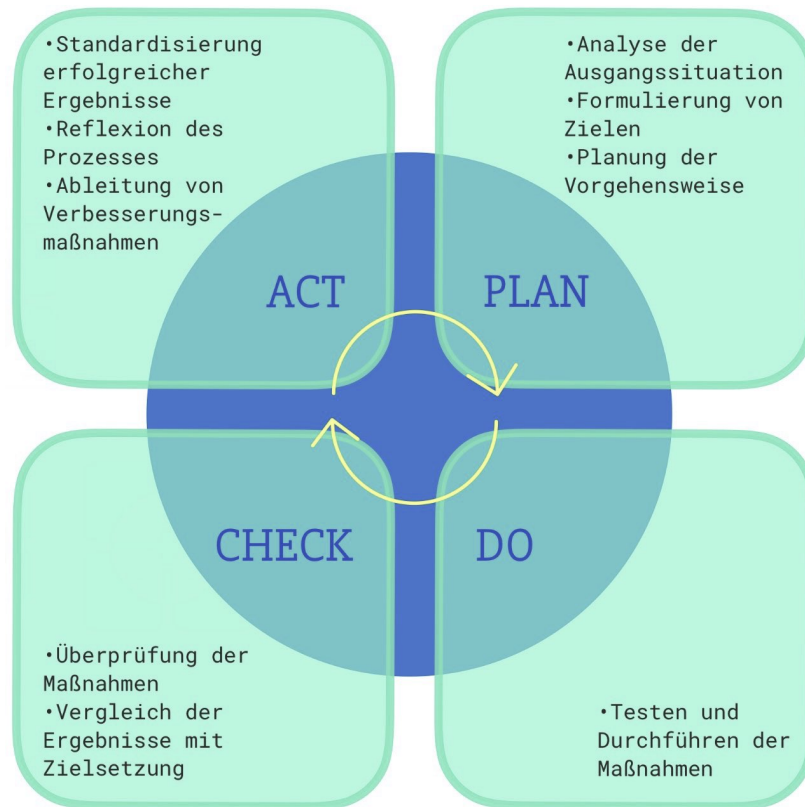 •Standardisierung
erfolgreicher
Ergebnisse
•Reflexion des
Prozesses
•Ableitung von
Verbesserungs-
maßnahmen
ACT
•Analyse der
Ausgangssituation
•Formulierung von
Zielen
•Planung der
Vorgehensweise
PLAN
CHECK
•Überprüfung der
Maßnahmen
•Vergleich der
Ergebnisse mit
Zielsetzung
DO
•Testen und
Durchführen der
Maßnahmen